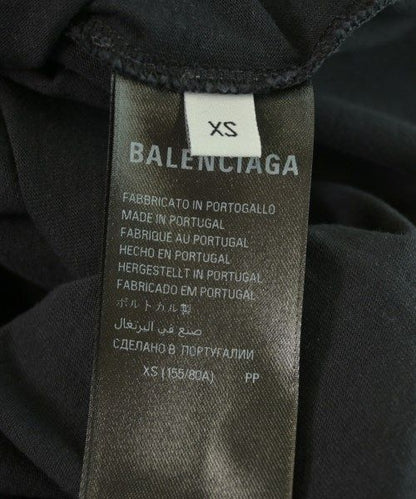 XS
BALENCIAGA
FABBRICATO IN PORTOGALLO
MADE IN PORTUGAL
FABRIQUE AU PORTUGAL
HECHO EN PORTUGAL
HERGESTELLT IN PORTUGAL
FABRICADO EM PORTUGAL
ポルトガル製
صنع في البرتغال
СДЕЛАНО В ПОРТУГАЛИИ
XS (155/80A) PP